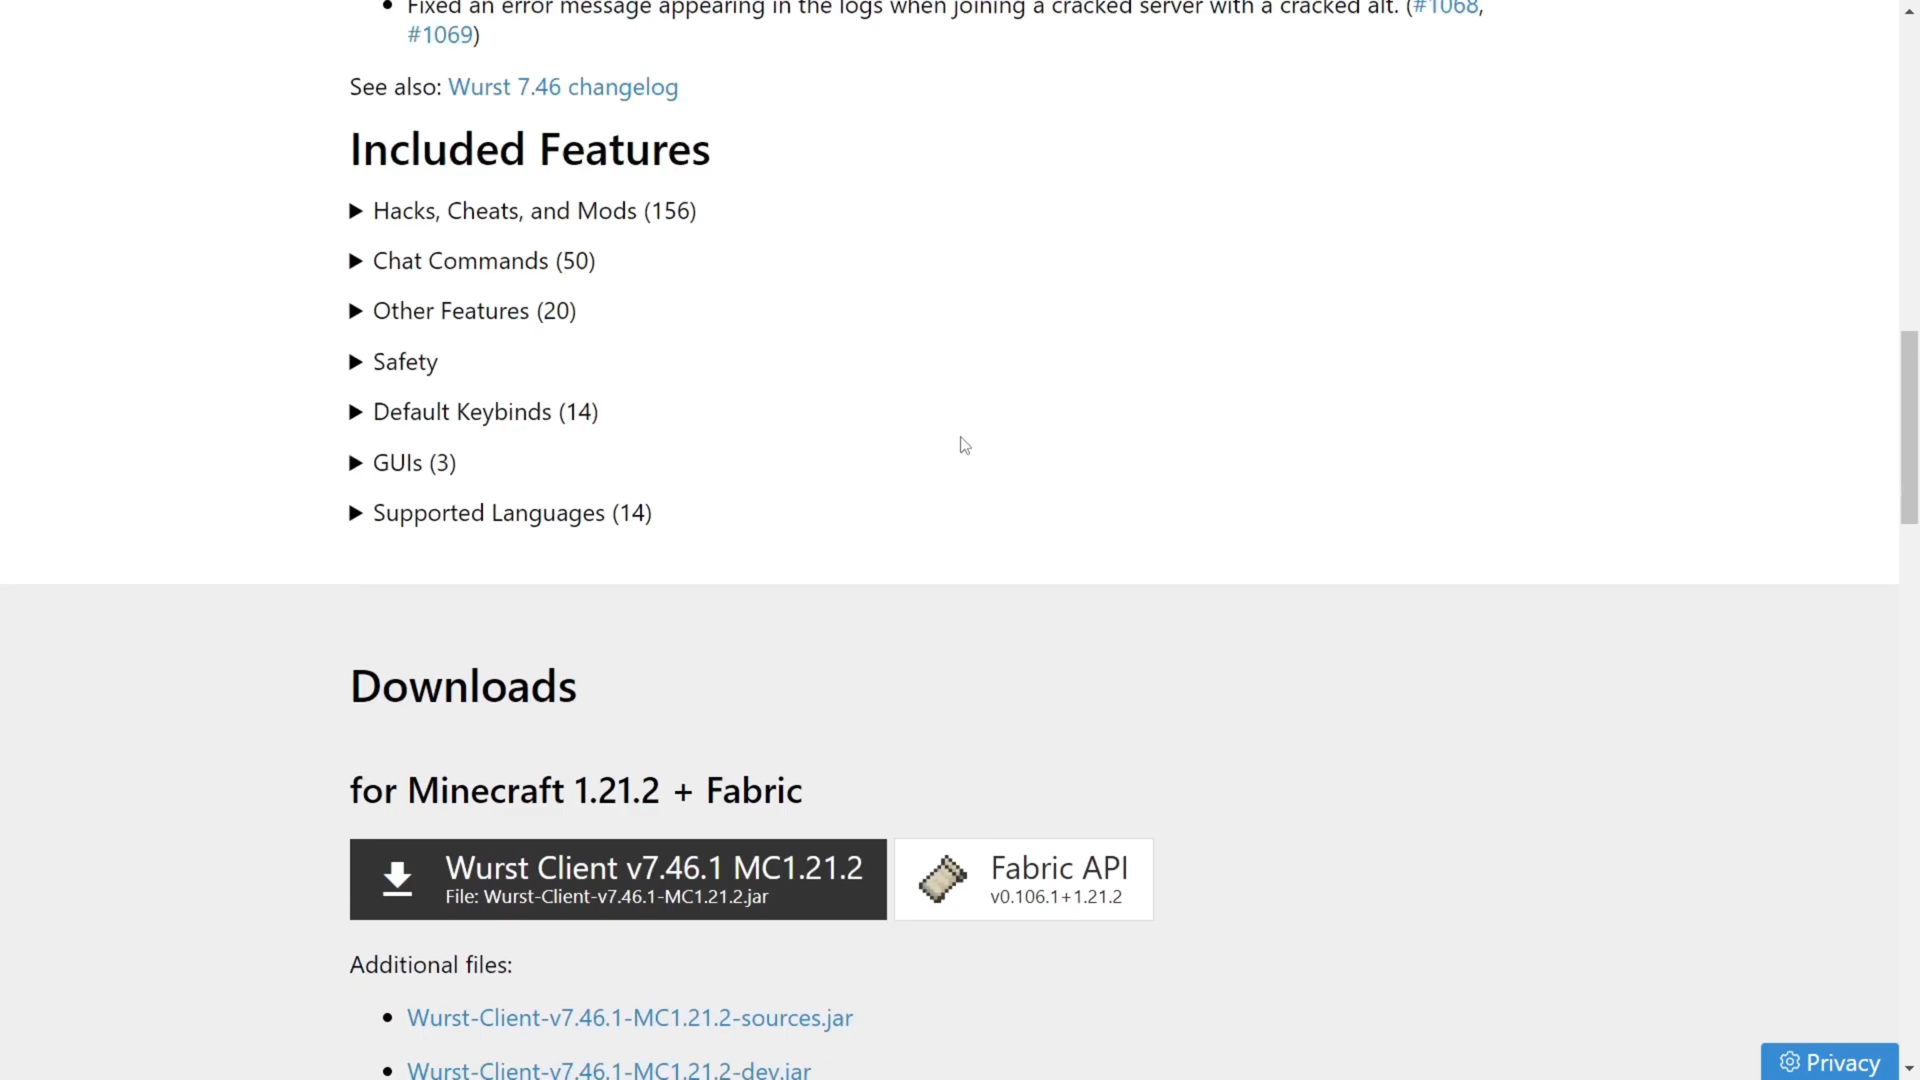 Fixed an error message appearing in the logs when joining a cracked server with a cracked alt. (#1068,
#1069)
See also: Wurst 7.46 changelog
Included Features
Hacks, Cheats, and Mods (156)
Chat Commands (50)
Other Features (20)
Safety
Default Keybinds (14)
GUIs (3)
Supported Languages (14)
Downloads
for Minecraft 1.21.2 + Fabric
Wurst Client v7.46.1 MC1.21.2
File: Wurst-Client-v7.46.1-MC1.21.2.jar
Fabric API
v0.106.1+1.21.2
Additional files:
Wurst-Client-v7.46.1-MC1.21.2-sources.jar
Wurst-Client-v7.46.1-MC1.21.2-dev.jar
Privacy